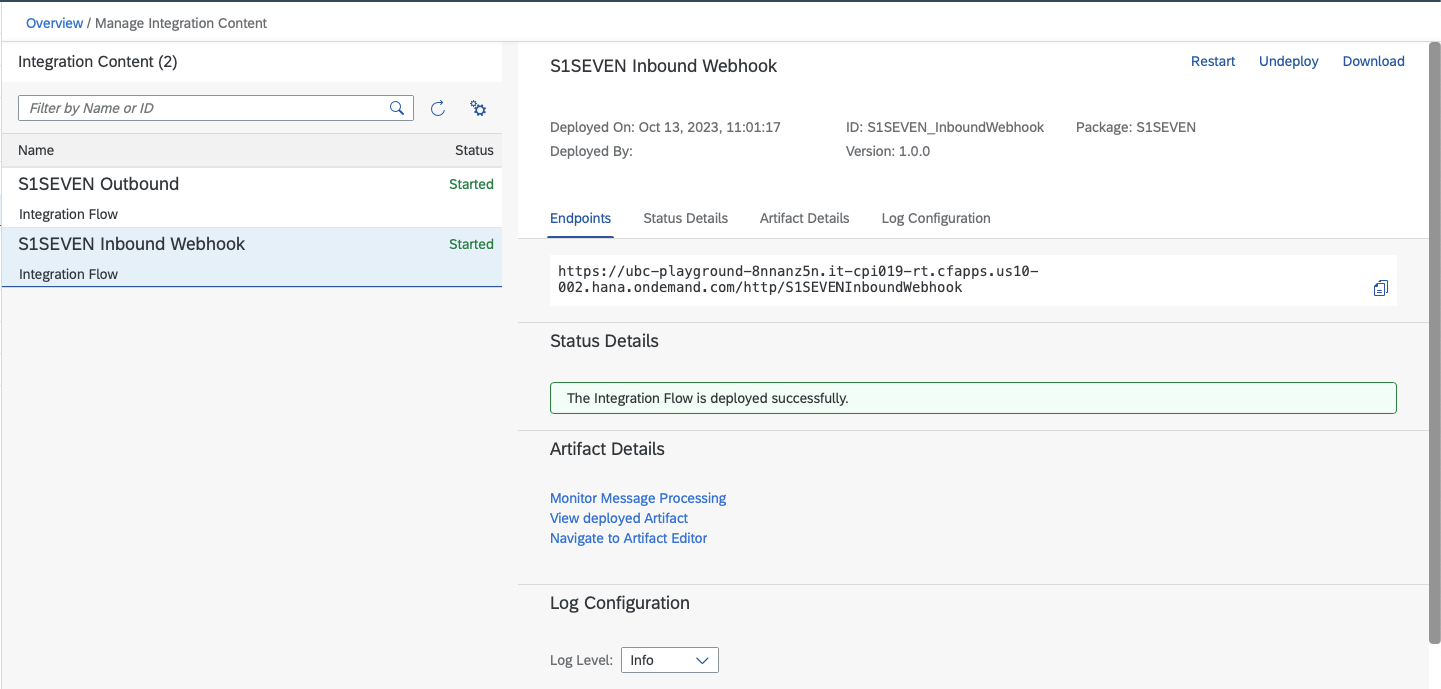 Overview / Manage Integration Content
Integration Content (2)
Filter by Name or ID
Name Status
S1SEVEN Outbound Started
Integration Flow
S1SEVEN Inbound Webhook Started
Integration Flow
S1SEVEN Inbound Webhook
Restart Undeploy Download
Deployed On: Oct 13, 2023, 11:01:17 ID: S1SEVEN_InboundWebhook Package: S1SEVEN
Deployed By: Version: 1.0.0
Endpoints Status Details Artifact Details Log Configuration
https://ubc-playground-8nnanz5n.it-cpi019-rt.cfapps.us10-
002.hana.ondemand.com/http/S1SEVENInboundWebhook
Status Details
The Integration Flow is deployed successfully.
Artifact Details
Monitor Message Processing
View deployed Artifact
Navigate to Artifact Editor
Log Configuration
Log Level: Info